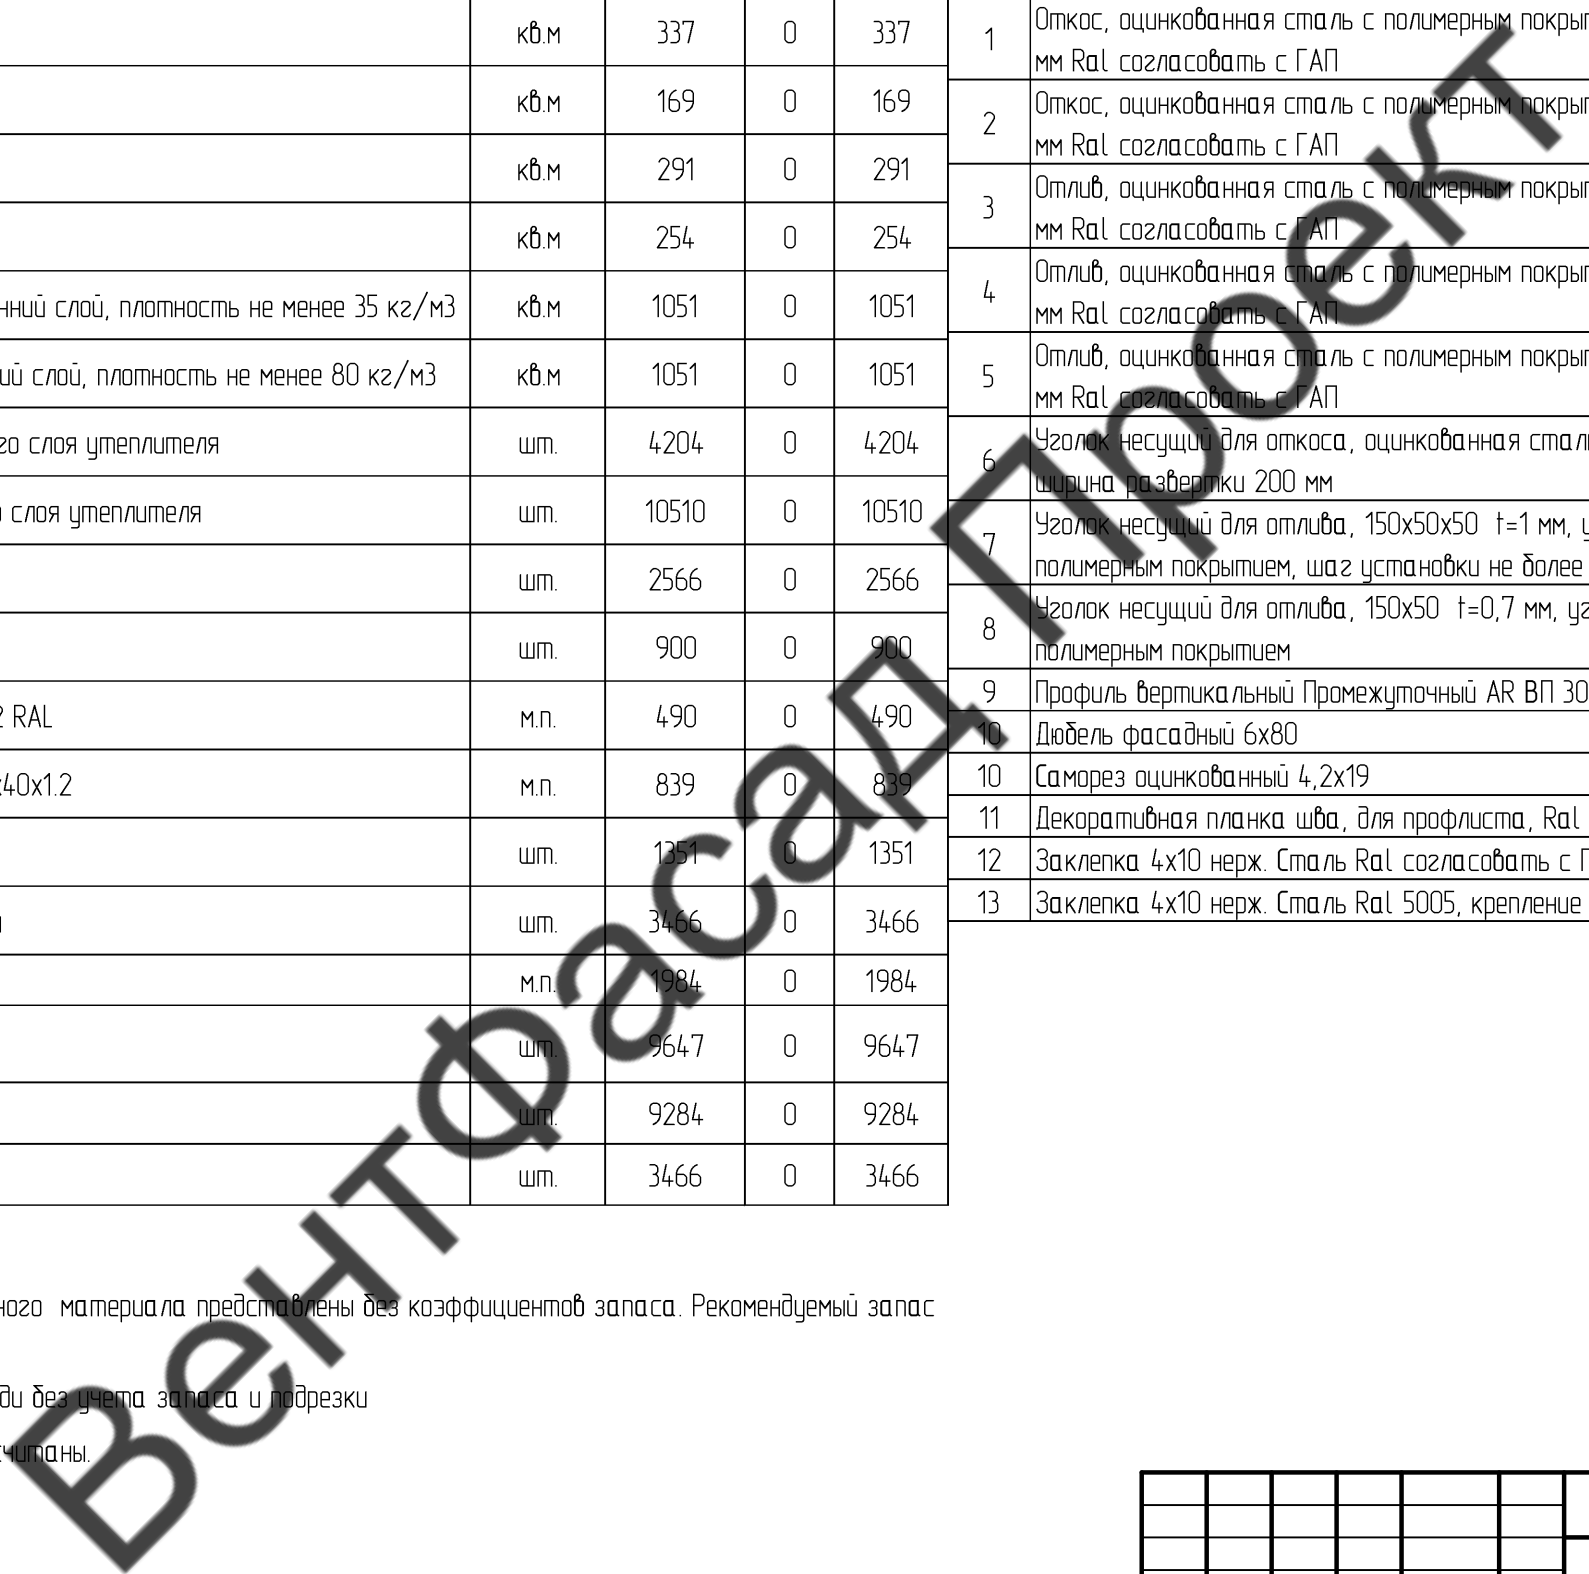 кв.м 337 0 337
кв.м 169 0 169
кв.м 291 0 291
кв.м 254 0 254
нний слой, плотность не менее 35 кг/м3 кв.м 1051 0 1051
ий слой, плотность не менее 80 кг/м3 кв.м 1051 0 1051
го слоя утеплителя шт. 4204 0 4204
о слоя утеплителя шт. 10510 0 10510
шт. 2566 0 2566
шт. 900 0 900
2 RAL м.п. 490 0 490
х40х1.2 м.п. 839 0 839
шт. 1351 0 1351
шт. 3466 0 3466
м.п. 1984 0 1984
шт. 9647 0 9647
шт. 9284 0 9284
шт. 3466 0 3466
ного материала представлены без коэффициентов запаса. Рекомендуемый запас
ди без учета запаса и подрезки
считаны.
1 Откос, оцинкованная сталь с полимерным покрыт
мм Ral согласовать с ГАП
2 Откос, оцинкованная сталь с полимерным покрыт
мм Ral согласовать с ГАП
3 Отлив, оцинкованная сталь с полимерным покрыт
мм Ral согласовать с ГАП
4 Отлив, оцинкованная сталь с полимерным покрыт
мм Ral согласовать с ГАП
5 Отлив, оцинкованная сталь с полимерным покрыт
мм Ral согласовать с ГАП
6 Уголок несущий для откоса, оцинкованная сталь
ширина развертки 200 мм
7 Уголок несущий для отлива, 150х50х50 t=1 мм, у
полимерным покрытием, шаг установки не более
8 Уголок несущий для отлива, 150х50 t=0,7 мм, уг
полимерным покрытием
9 Профиль вертикальный Промежуточный AR ВП 30
10 Дюбель фасадный 6х80
10 Саморез оцинкованный 4,2х19
11 Декоративная планка шва, для профлиста, Ral
12 Заклепка 4х10 нерж. Сталь Ral согласовать с Г
13 Заклепка 4х10 нерж. Сталь Ral 5005, крепление
ВентФасад Проект